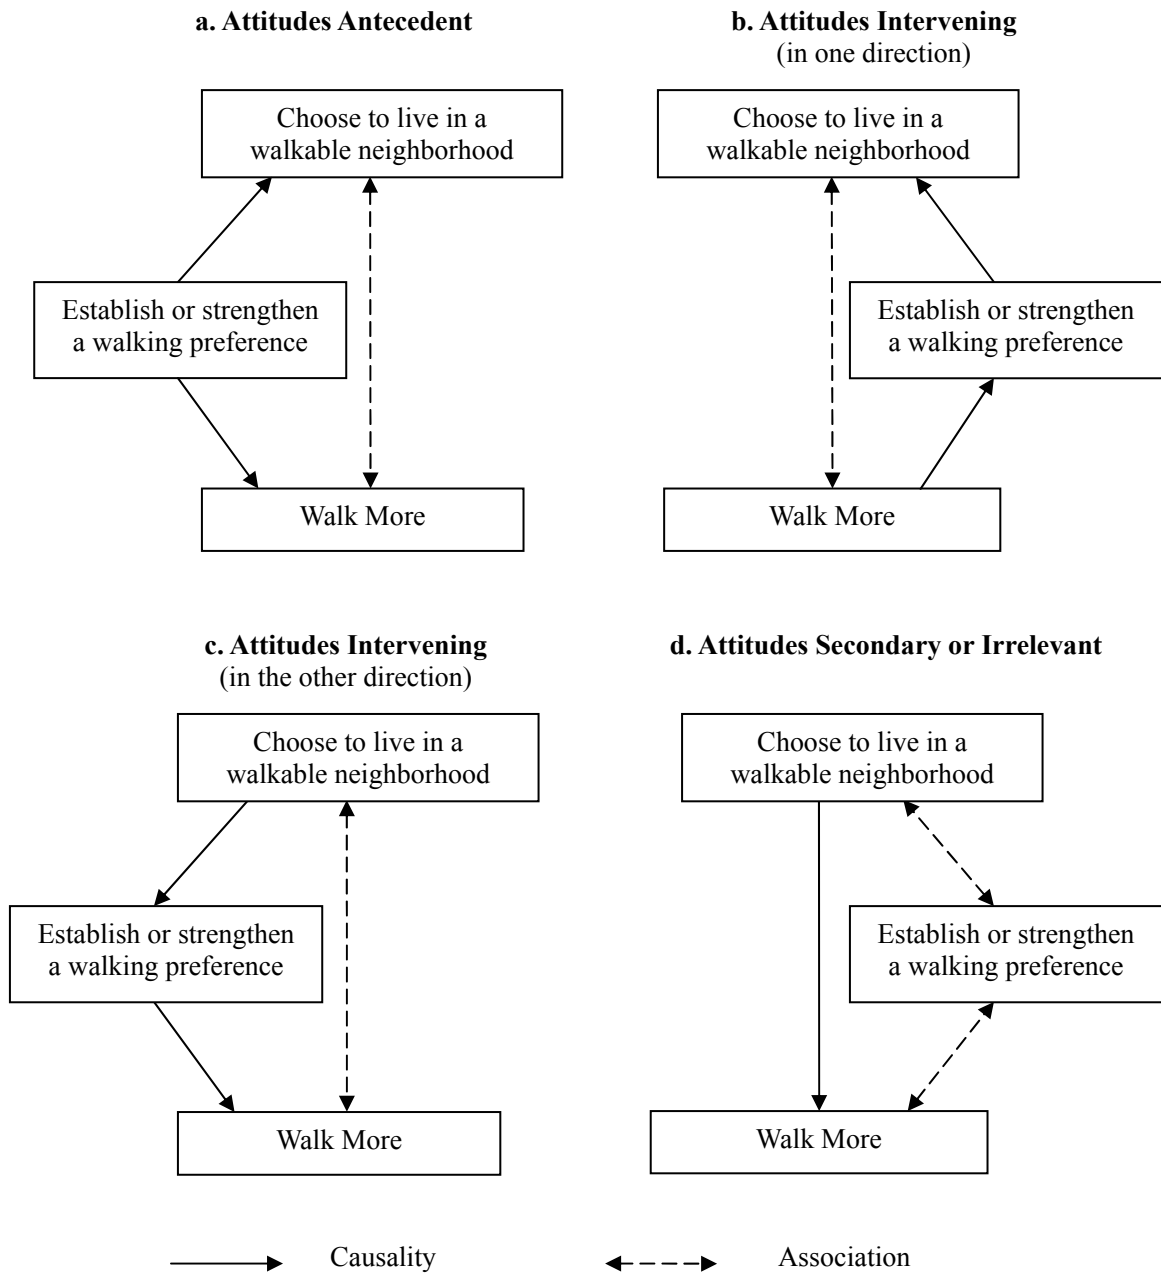 a. Attitudes Antecedent
Choose to live in a
walkable neighborhood
Establish or strengthen
a walking preference
Walk More
b. Attitudes Intervening
(in one direction)
Choose to live in a
walkable neighborhood
Establish or strengthen
a walking preference
Walk More
c. Attitudes Intervening
(in the other direction)
Choose to live in a
walkable neighborhood
Establish or strengthen
a walking preference
Walk More
d. Attitudes Secondary or Irrelevant
Choose to live in a
walkable neighborhood
Establish or strengthen
a walking preference
Walk More
Causality
Association